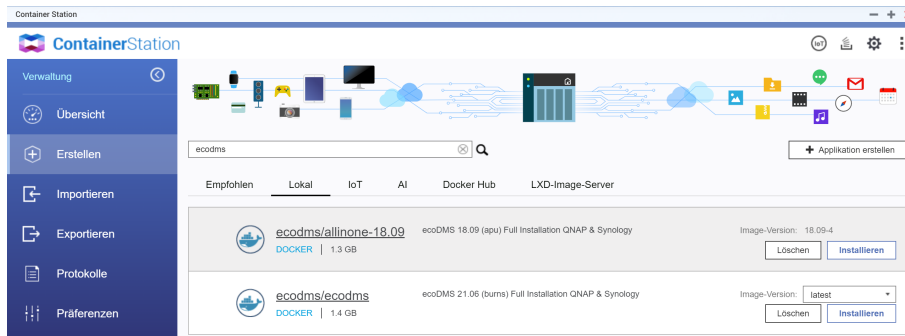 Container Station
ContainerStation
IoT
Verwaltung
Übersicht
Erstellen
Importieren
Exportieren
Protokolle
Präferenzen
ecodms
+ Applikation erstellen
Empfohlen Lokal IoT AI Docker Hub LXD-Image-Server
ecodms/allinone-18.09 ecoDMS 18.09 (apu) Full Installation QNAP & Synology Image-Version: 18.09-4
DOCKER | 1.3 GB Löschen Installieren
ecodms/ecodms ecoDMS 21.06 (burns) Full Installation QNAP & Synology Image-Version: latest
DOCKER | 1.4 GB Löschen Installieren